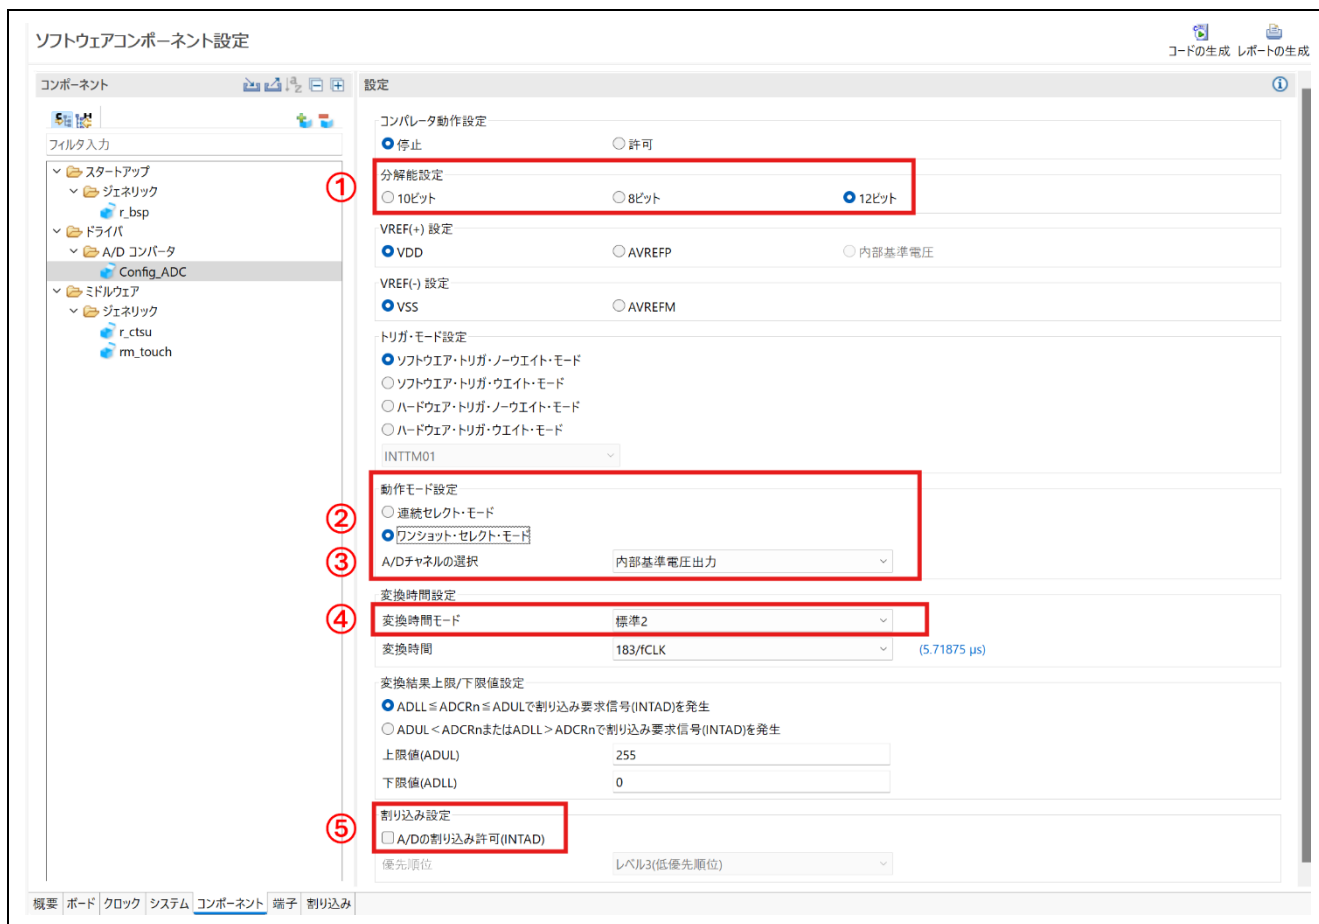 ソフトウェアコンポーネント設定
コードの生成 レポートの生成
コンポーネント
フィルタ入力
スタートアップ
ジェネリック
r_bsp
ドライバ
A/D コンバータ
Config_ADC
ミドルウェア
ジェネリック
r_ctsu
rm_touch
設定
コンパレータ動作設定
停止 許可
① 分解能設定
10ビット 8ビット 12ビット
VREF(+) 設定
VDD AVREFP 内部基準電圧
VREF(-) 設定
VSS AVREFM
トリガ・モード設定
ソフトウエア・トリガ・ノーウエイト・モード
ソフトウエア・トリガ・ウエイト・モード
ハードウェア・トリガ・ノーウエイト・モード
ハードウェア・トリガ・ウエイト・モード
INTTM01
動作モード設定
② 連続セレクト・モード
ワンショット・セレクト・モード
③ A/Dチャネルの選択 内部基準電圧出力
変換時間設定
④ 変換時間モード 標準2
変換時間 183/fCLK (5.71875 μs)
変換結果上限/下限値設定
ADLL≦ADCRn≦ADULで割り込み要求信号(INTAD)を発生
ADUL<ADCRnまたはADLL>ADCRnで割り込み要求信号(INTAD)を発生
上限値(ADUL) 255
下限値(ADLL) 0
割り込み設定
⑤ A/Dの割り込み許可(INTAD)
優先順位 レベル3(低優先順位)
概要 ボード クロック システム コンポーネント 端子 割り込み